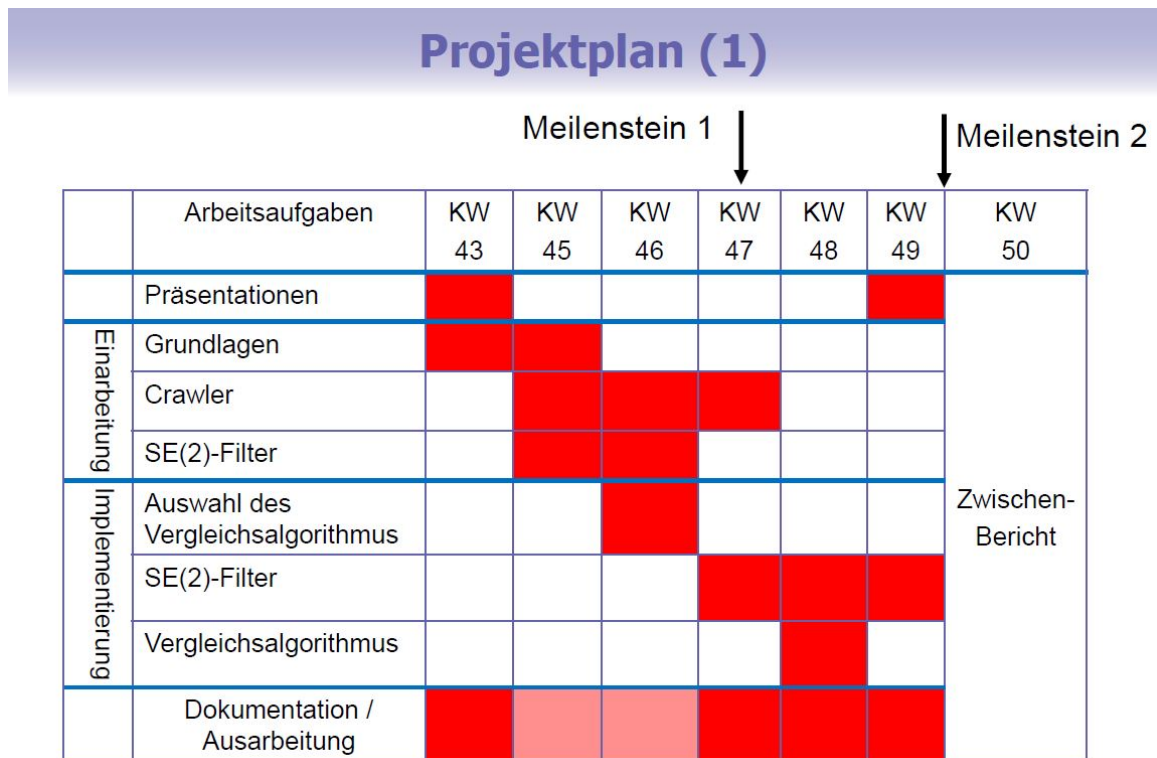 Projektplan (1)
Meilenstein 1
Meilenstein 2
Arbeitsaufgaben
KW
43
KW
45
KW
46
KW
47
KW
48
KW
49
KW
50
Präsentationen
Einarbeitung
Grundlagen
Crawler
SE(2)-Filter
Implementierung
Auswahl des
Vergleichsalgorithmus
SE(2)-Filter
Vergleichsalgorithmus
Zwischen-
Bericht
Dokumentation /
Ausarbeitung